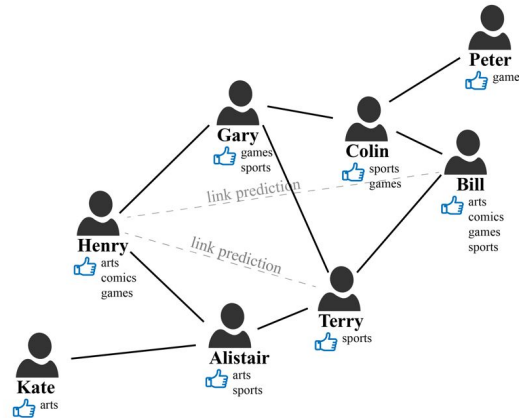 Peter
game
Gary
games
sports
Colin
sports
games
Bill
arts
comics
games
sports
link prediction
Henry
arts
comics
games
link prediction
Terry
sports
Alistair
arts
sports
Kate
arts